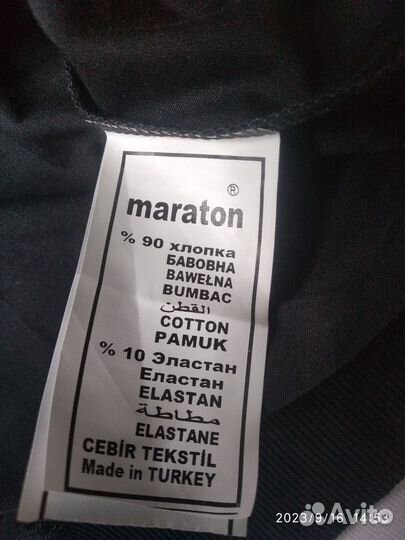 ®
maraton
% 90 хлопка
БАВОВНА
BAWEŁNA
BUMBAC
القطن
COTTON
PAMUK
% 10 Эластан
Еластан
ELASTAN
مطاطة
ELASTANE
CEBİR TEKSTİL
Made in TURKEY
2023/9/16 14:53
Avito